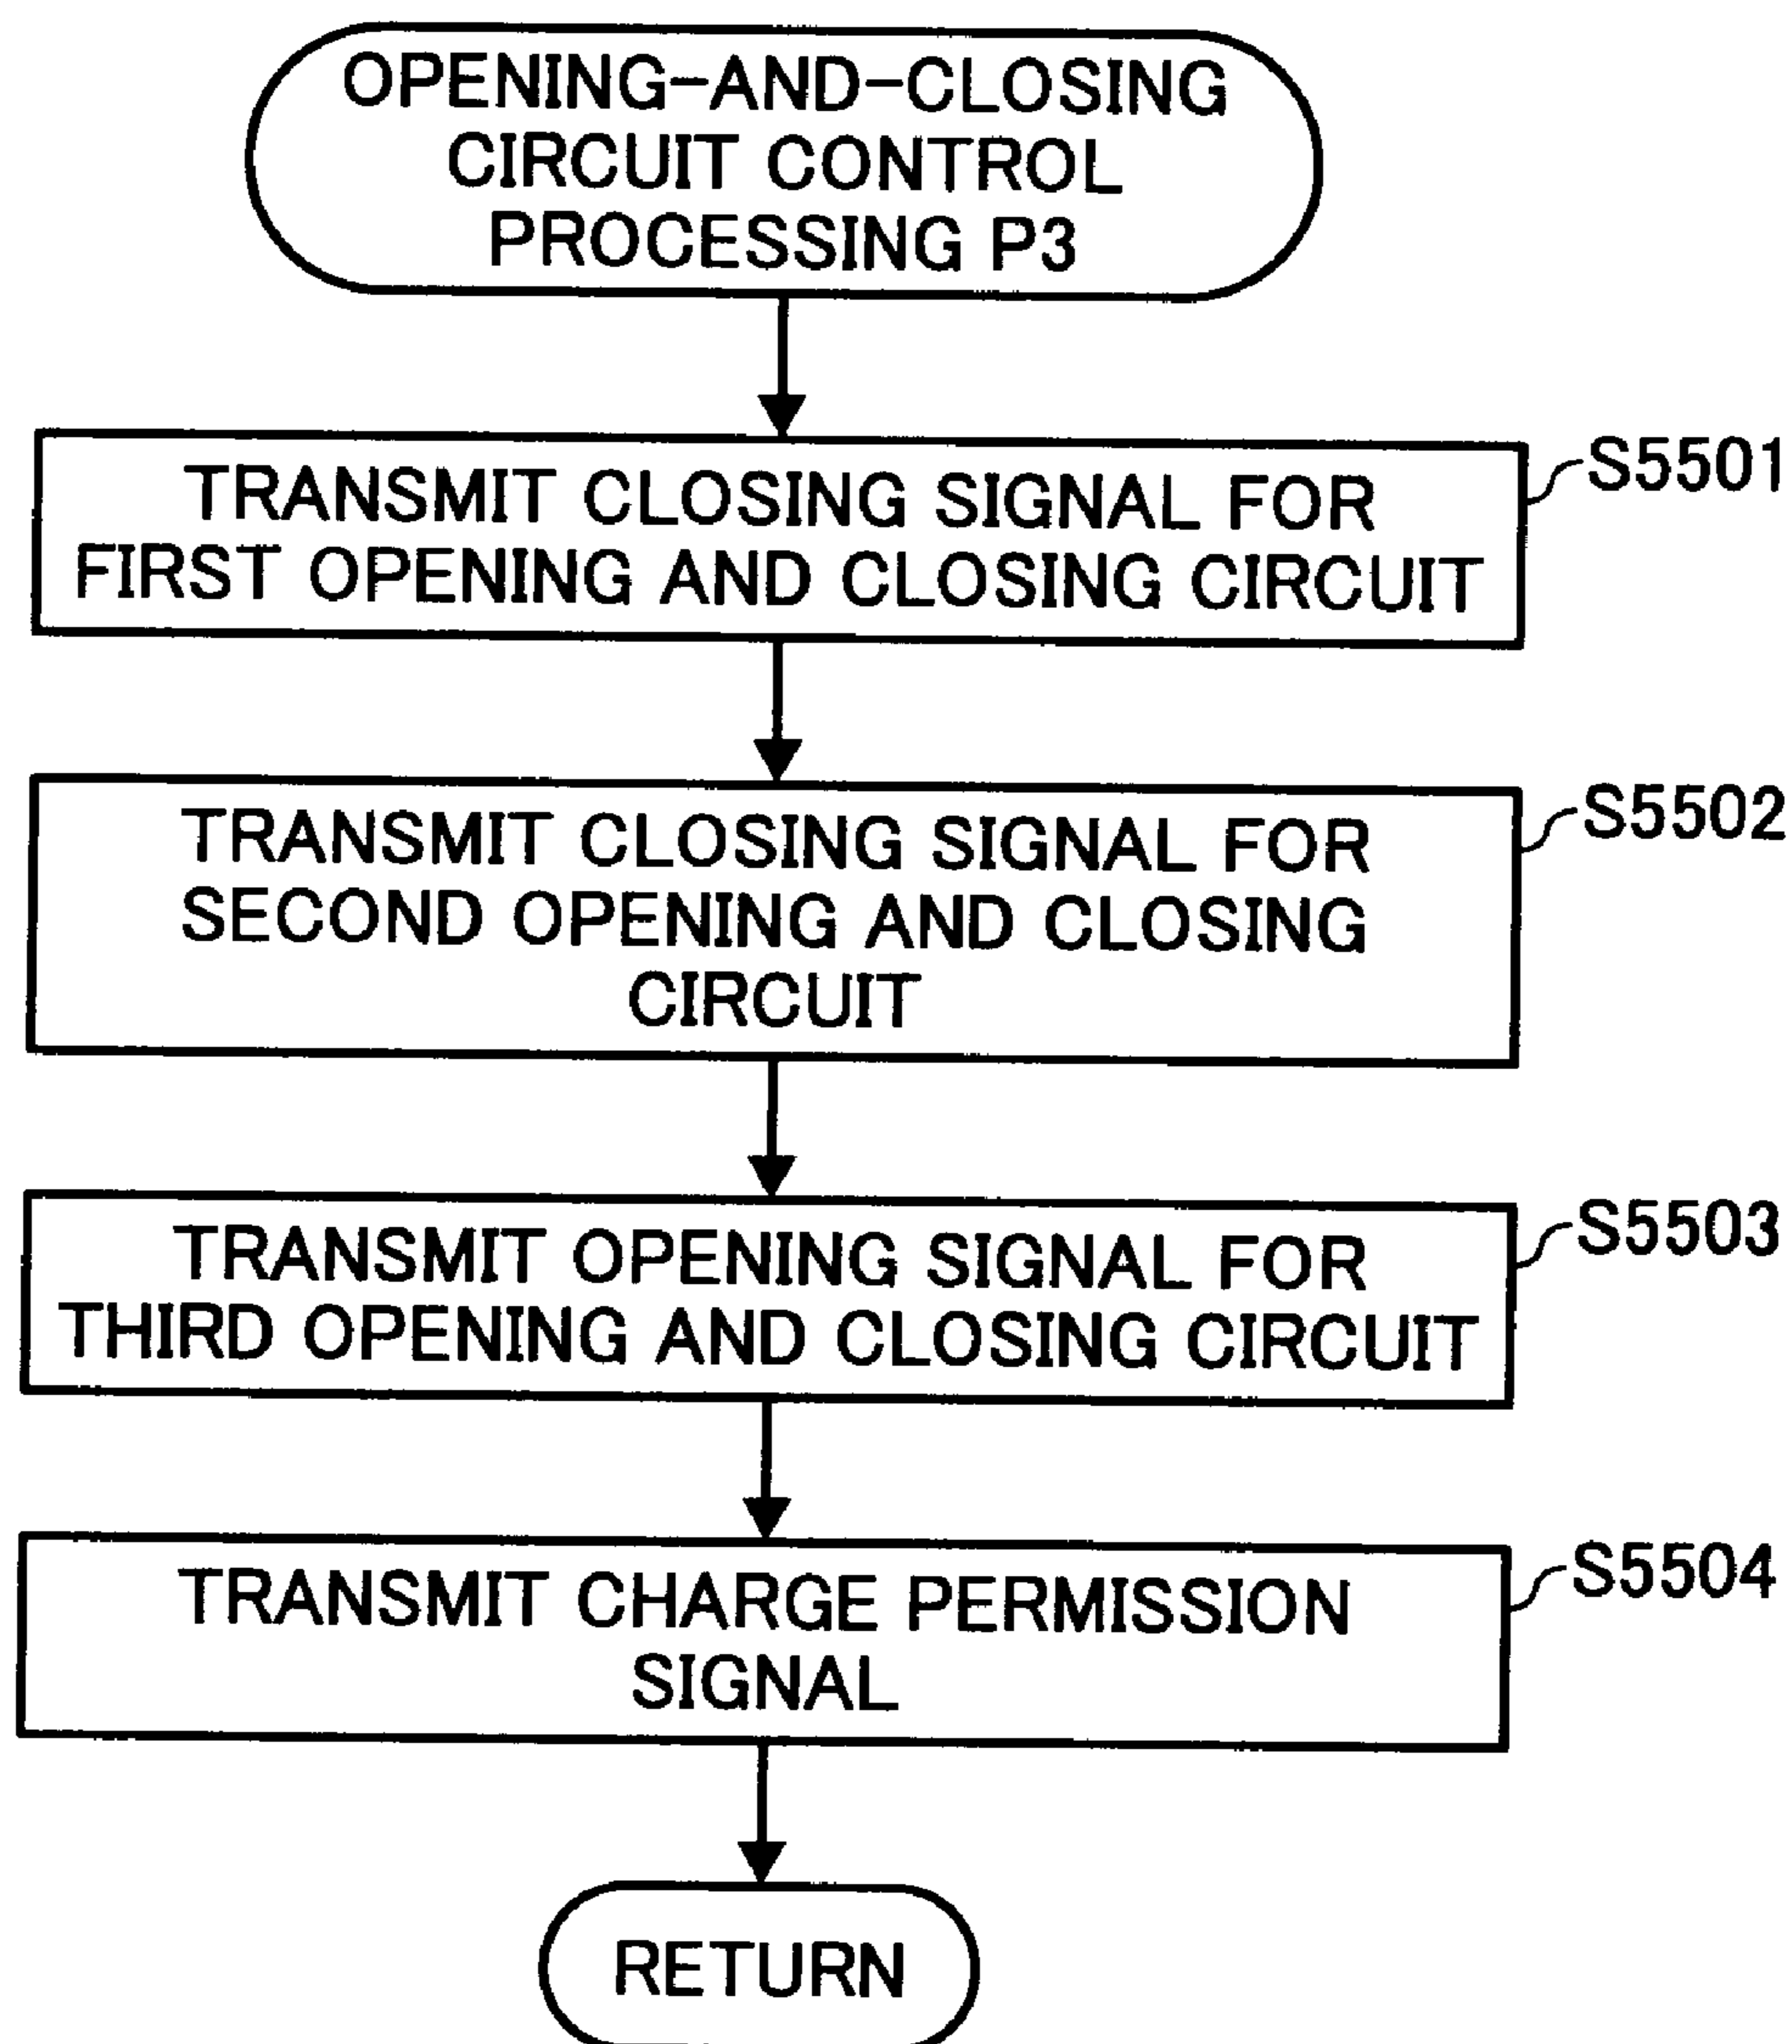 OPENING-AND-CLOSING
CIRCUIT CONTROL
PROCESSING P3
TRANSMIT CLOSING SIGNAL FOR
FIRST OPENING AND CLOSING CIRCUIT
S5501
TRANSMIT CLOSING SIGNAL FOR
SECOND OPENING AND CLOSING
CIRCUIT
S5502
TRANSMIT OPENING SIGNAL FOR
THIRD OPENING AND CLOSING CIRCUIT
S5503
TRANSMIT CHARGE PERMISSION
SIGNAL
S5504
RETURN